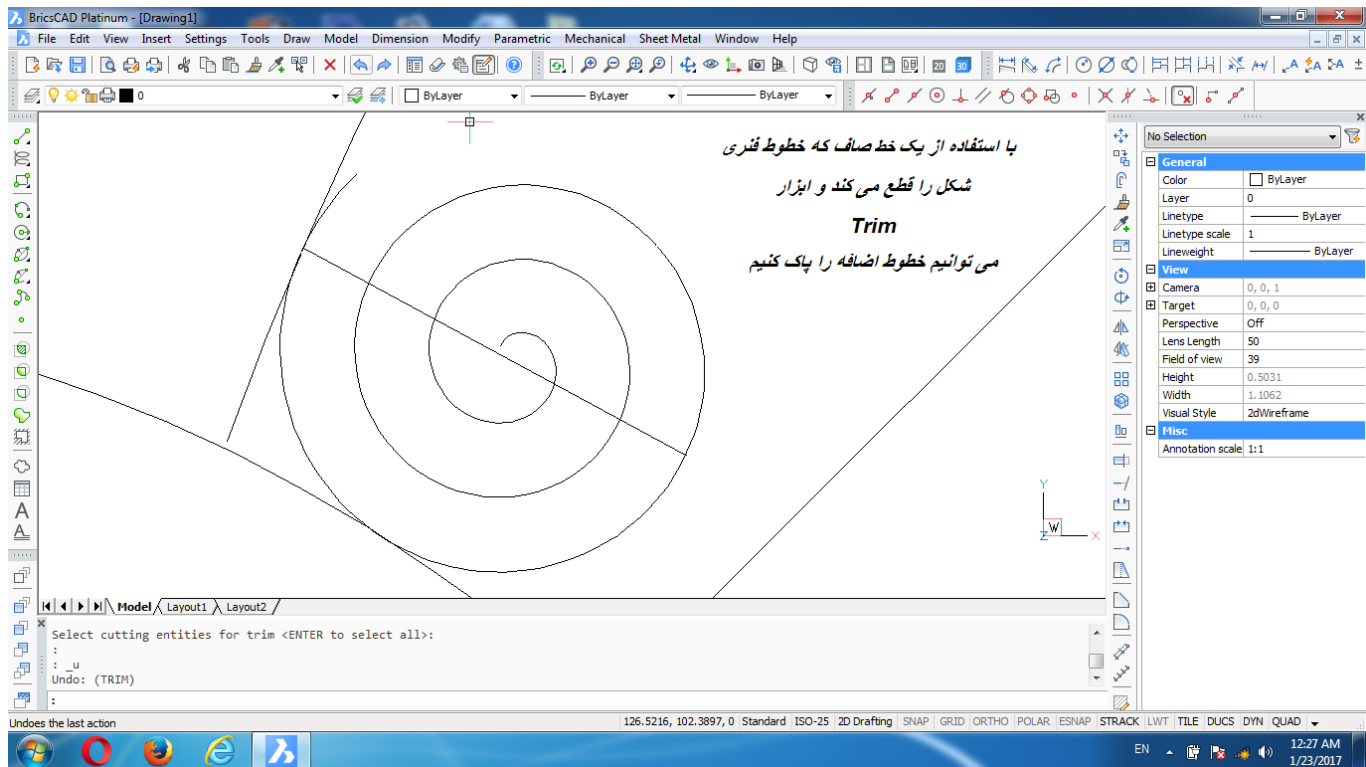 BricsCAD Platinum - [Drawing1]
File Edit View Insert Settings Tools Draw Model Dimension Modify Parametric Mechanical Sheet Metal Window Help
0 ByLayer ByLayer ByLayer
با استفاده از یک خط صاف که خطوط فنری
شکل را قطع می کند و ابزار
Trim
می توانیم خطوط اضافه را پاک کنیم
No Selection
General
Color ByLayer
Layer 0
Linetype ByLayer
Linetype scale 1
Lineweight ByLayer
View
Camera 0, 0, 1
Target 0, 0, 0
Perspective Off
Lens Length 50
Field of view 39
Height 0.5031
Width 1.1062
Visual Style 2dWireframe
Misc
Annotation scale 1:1
Y
W
Z X
Model Layout1 Layout2
Select cutting entities for trim <ENTER to select all>:
:
: _u
Undo: (TRIM)
:
Undoes the last action 126.5216, 102.3897, 0 Standard ISO-25 2D Drafting SNAP GRID ORTHO POLAR ESNAP STRACK LWT TILE DUCS DYN QUAD
EN 12:27 AM
1/23/2017